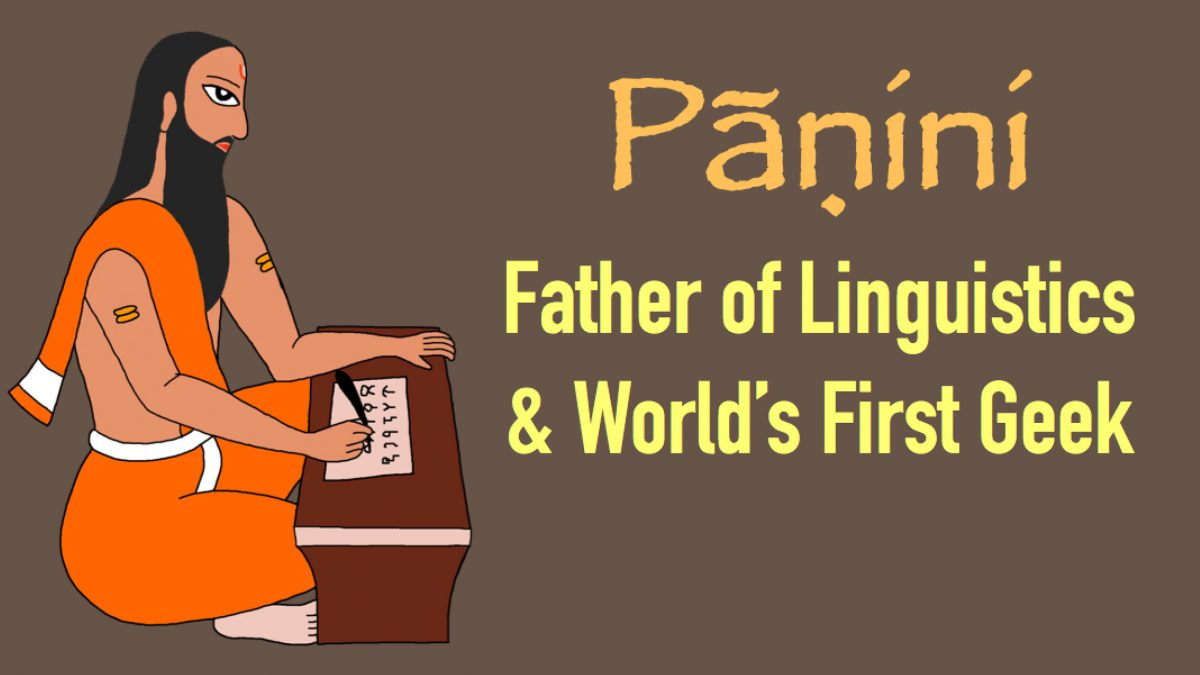 Pāṇini
Father of Linguistics
& World's First Geek